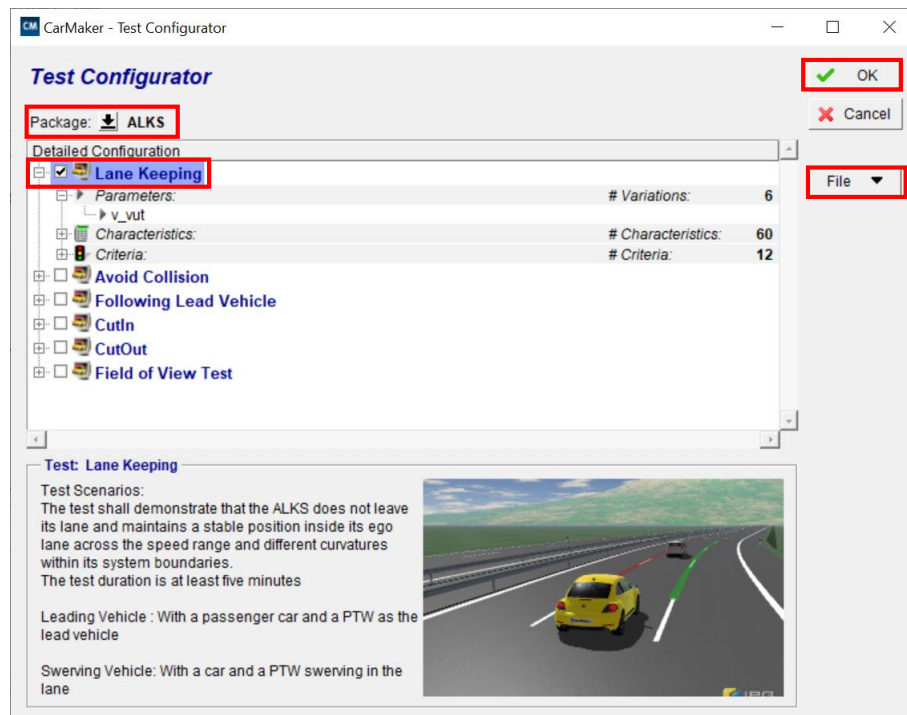 CM CarMaker - Test Configurator
Test Configurator
OK
Package: ALKS
Cancel
Detailed Configuration
Lane Keeping
File
Parameters: # Variations: 6
v_vut
Characteristics: # Characteristics: 60
Criteria: # Criteria: 12
Avoid Collision
Following Lead Vehicle
CutIn
CutOut
Field of View Test
Test: Lane Keeping
Test Scenarios:
The test shall demonstrate that the ALKS does not leave
its lane and maintains a stable position inside its ego
lane across the speed range and different curvatures
within its system boundaries.
The test duration is at least five minutes
Leading Vehicle : With a passenger car and a PTW as the
lead vehicle
Swerving Vehicle: With a car and a PTW swerving in the
lane
IPG